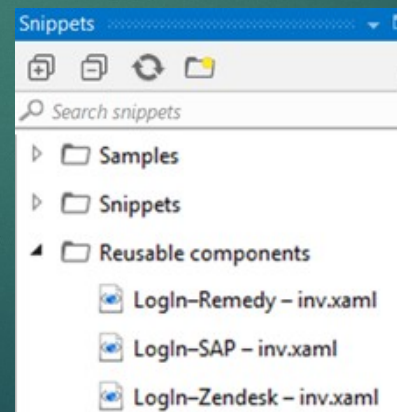 Snippets
Search snippets
Samples
Snippets
Reusable components
LogIn–Remedy – inv.xaml
LogIn–SAP – inv.xaml
LogIn–Zendesk – inv.xaml